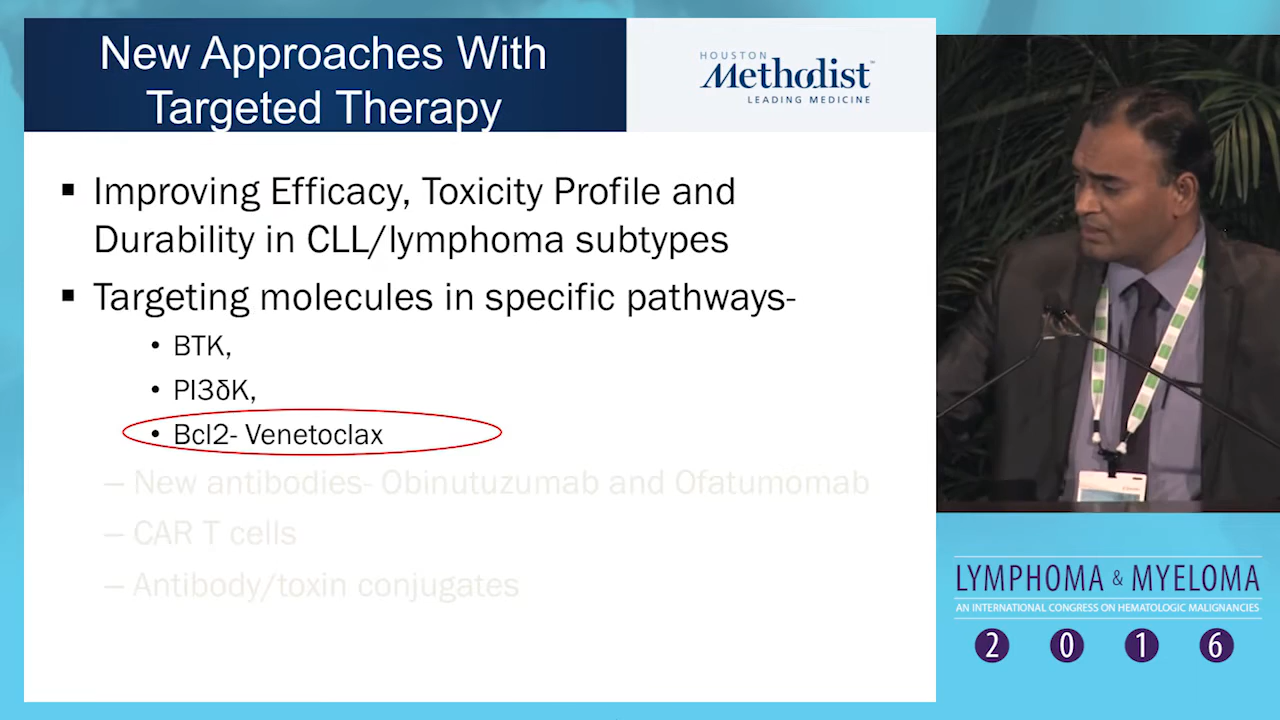 New Approaches With
Targeted Therapy
HOUSTON
Methodist
LEADING MEDICINE
▪ Improving Efficacy, Toxicity Profile and
Durability in CLL/lymphoma subtypes
▪ Targeting molecules in specific pathways-
• BTK,
• PI3δK,
• Bcl2- Venetoclax
– New antibodies- Obinutuzumab and Ofatumomab
– CAR T cells
– Antibody/toxin conjugates
LYMPHOMA & MYELOMA
AN INTERNATIONAL CONGRESS ON HEMATOLOGIC MALIGNANCIES
2 0 1 6